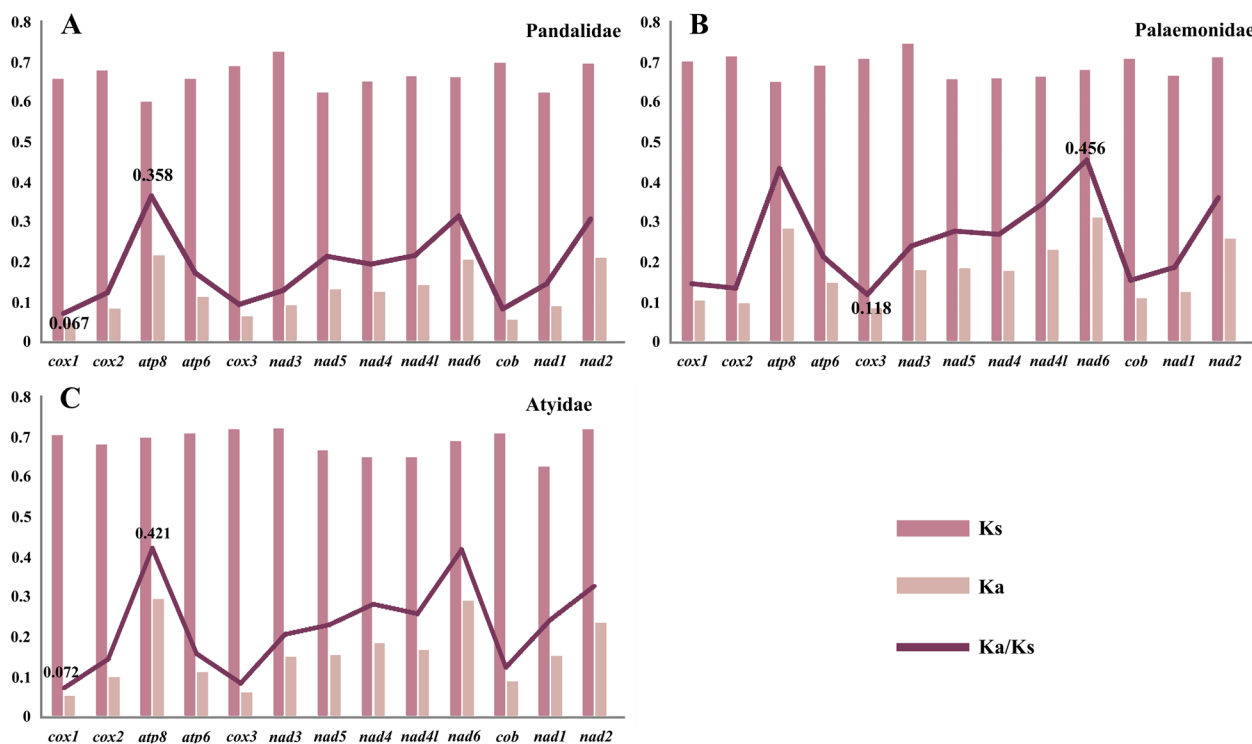 A
Pandalidae
0.8
0.7
0.6
0.5
0.4
0.3
0.2
0.1
0
0.358
0.067
cox1 cox2 atp8 atp6 cox3 nad3 nad5 nad4 nad4l nad6 cob nad1 nad2
B
Palaemonidae
0.8
0.7
0.6
0.5
0.4
0.3
0.2
0.1
0
0.456
0.118
cox1 cox2 atp8 atp6 cox3 nad3 nad5 nad4 nad4l nad6 cob nad1 nad2
C
Atyidae
0.8
0.7
0.6
0.5
0.4
0.3
0.2
0.1
0
0.421
0.072
cox1 cox2 atp8 atp6 cox3 nad3 nad5 nad4 nad4l nad6 cob nad1 nad2
Ks
Ka
Ka/Ks